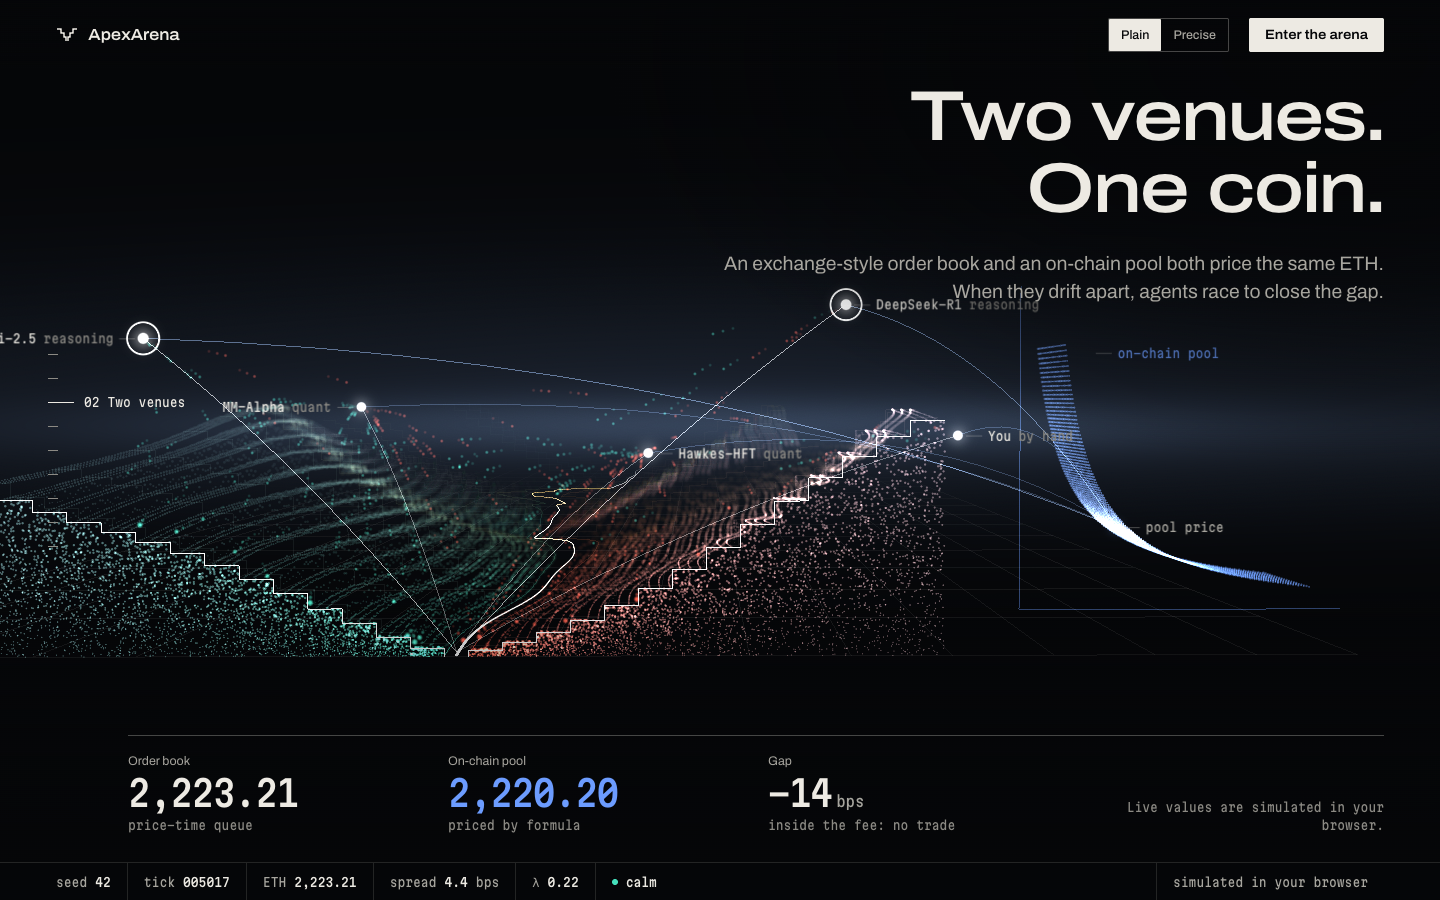 ApexArena
Plain
Precise
Enter the arena
Two venues.
One coin.
An exchange-style order book and an on-chain pool both price the same ETH.
When they drift apart, agents race to close the gap.
DeepSeek-R1 reasoning
i-2.5 reasoning
on-chain pool
02 Two venues
MM-Alpha quant
You by hand
Hawkes-HFT quant
pool price
Order book
2,223.21
price-time queue
On-chain pool
2,220.20
priced by formula
Gap
−14 bps
inside the fee: no trade
Live values are simulated in your
browser.
seed 42
tick 005017
ETH 2,223.21
spread 4.4 bps
λ 0.22
calm
simulated in your browser